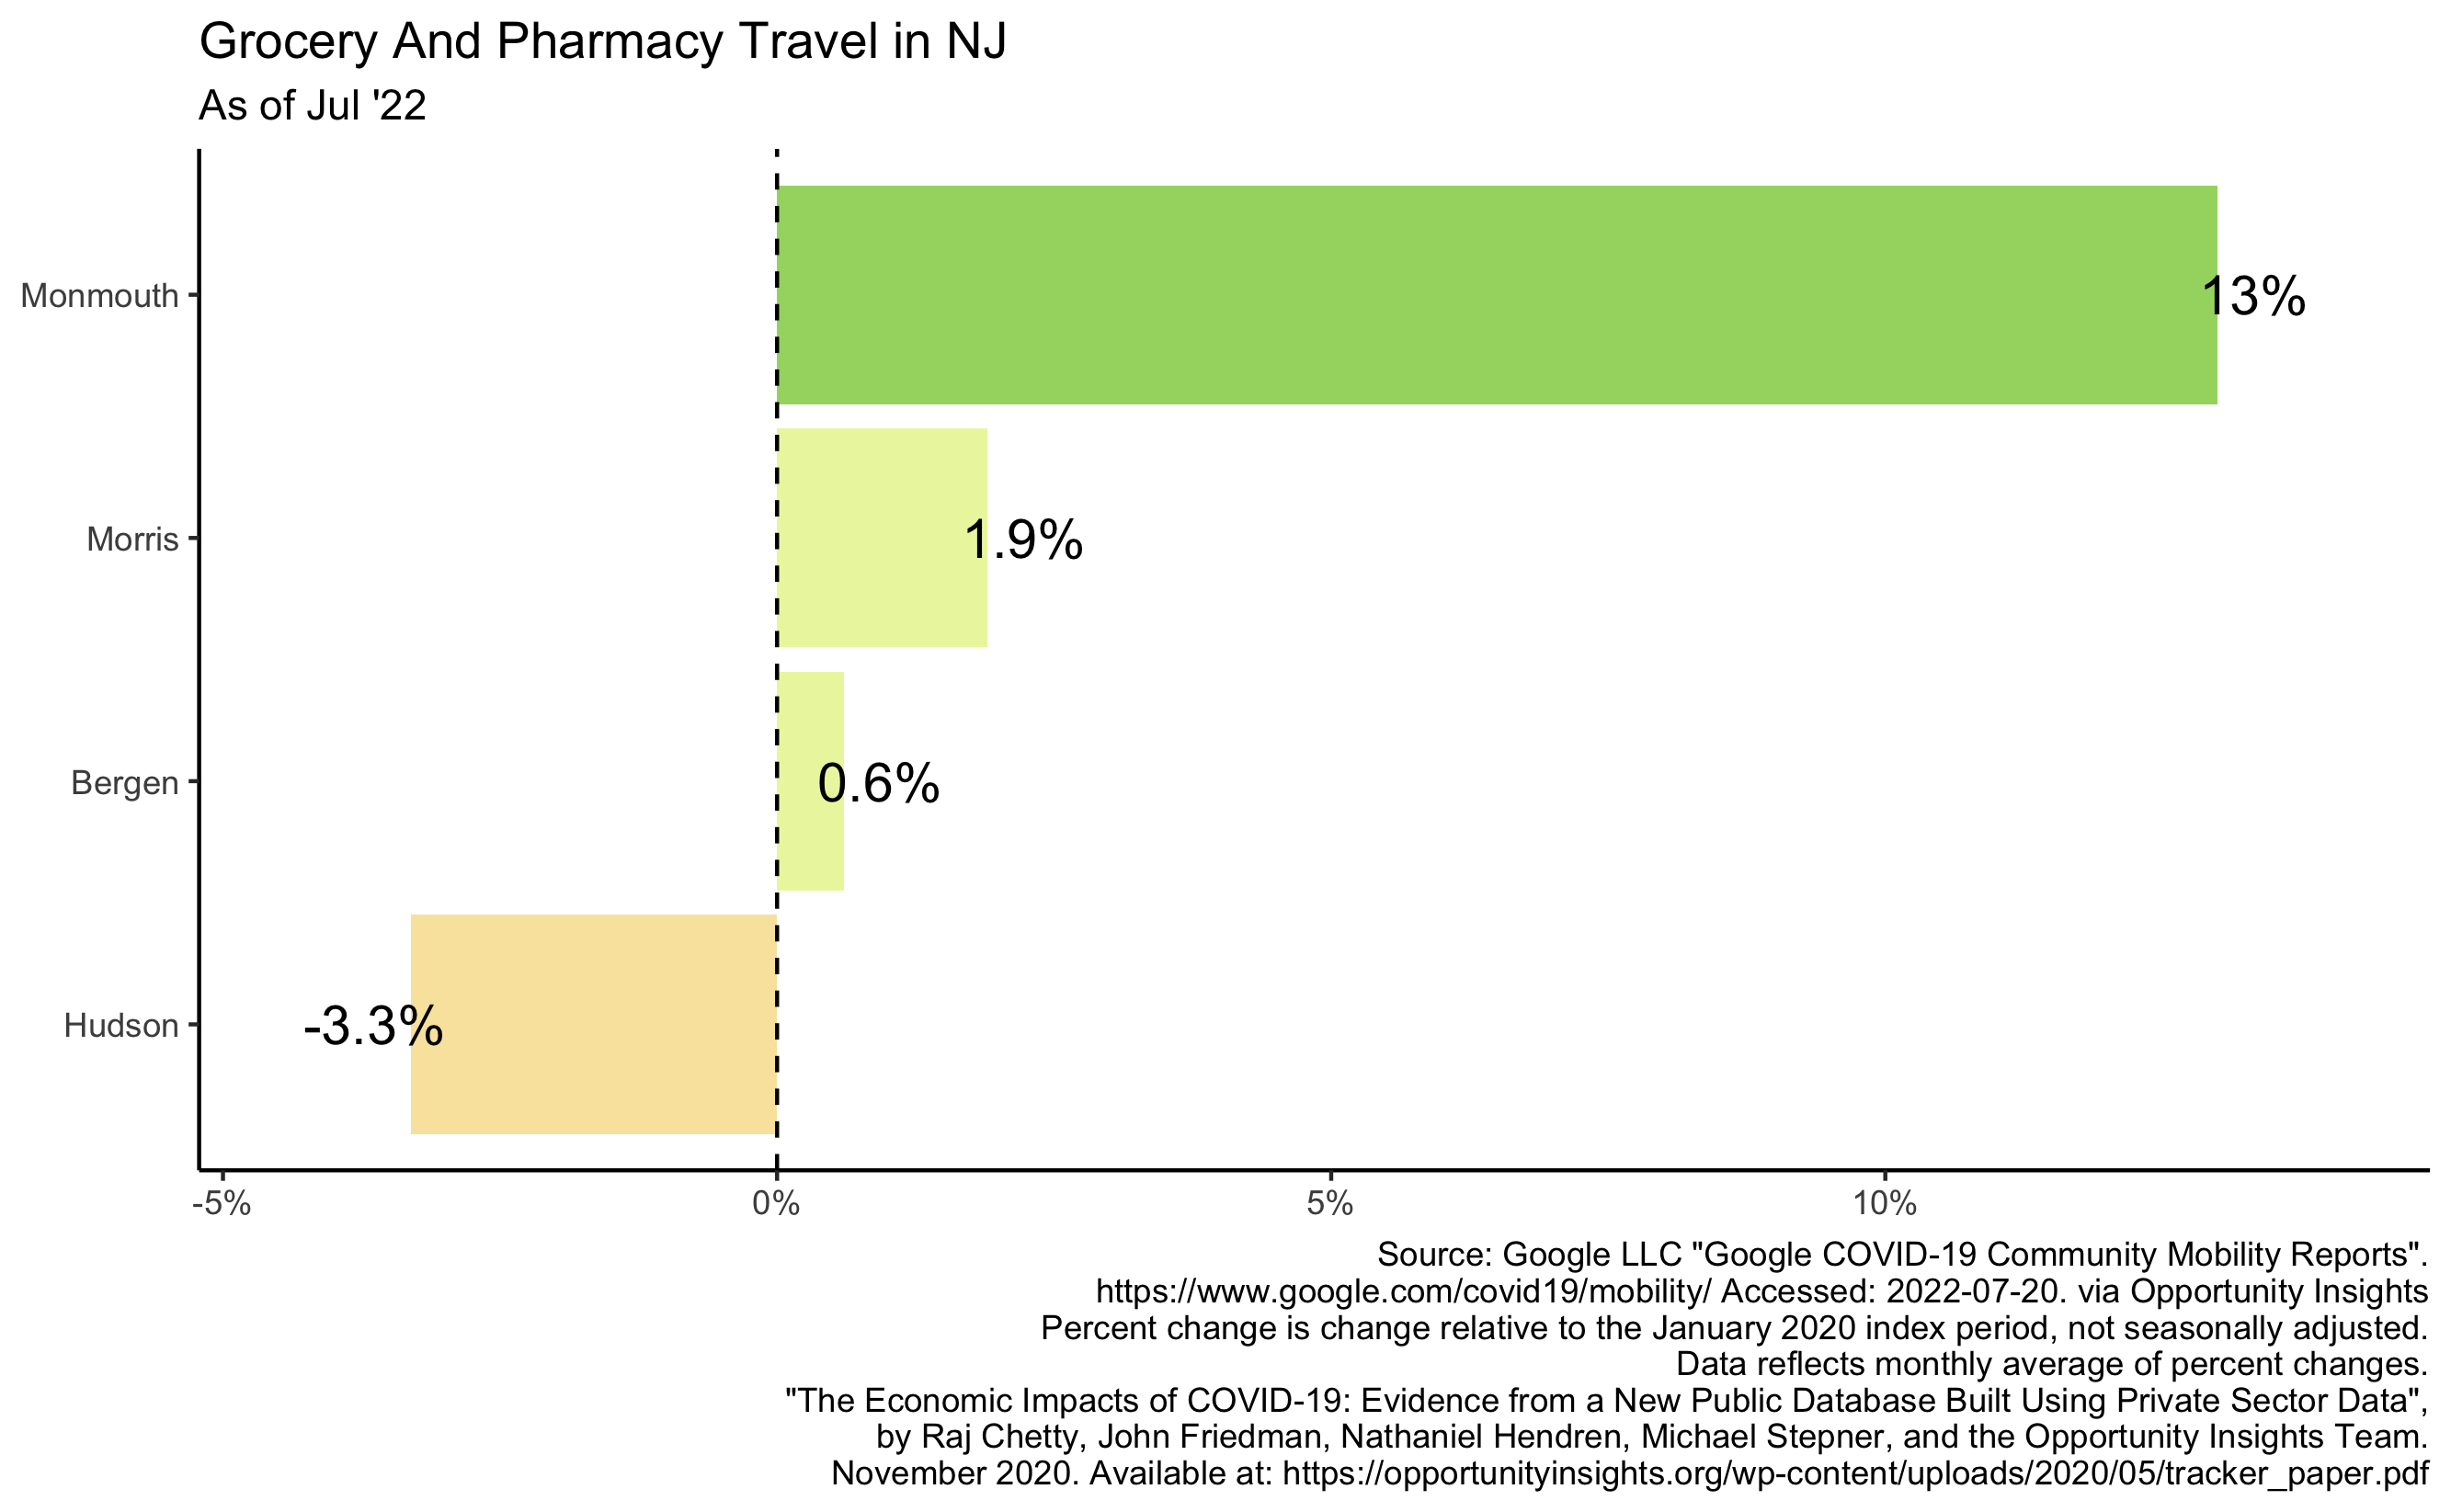 Grocery And Pharmacy Travel in NJ
As of Jul '22
Monmouth
13%
Morris
1.9%
Bergen
0.6%
Hudson
-3.3%
-5%
0%
5%
10%
Source: Google LLC "Google COVID-19 Community Mobility Reports".
https://www.google.com/covid19/mobility/ Accessed: 2022-07-20. via Opportunity Insights
Percent change is change relative to the January 2020 index period, not seasonally adjusted.
Data reflects monthly average of percent changes.
"The Economic Impacts of COVID-19: Evidence from a New Public Database Built Using Private Sector Data",
by Raj Chetty, John Friedman, Nathaniel Hendren, Michael Stepner, and the Opportunity Insights Team.
November 2020. Available at: https://opportunityinsights.org/wp-content/uploads/2020/05/tracker_paper.pdf